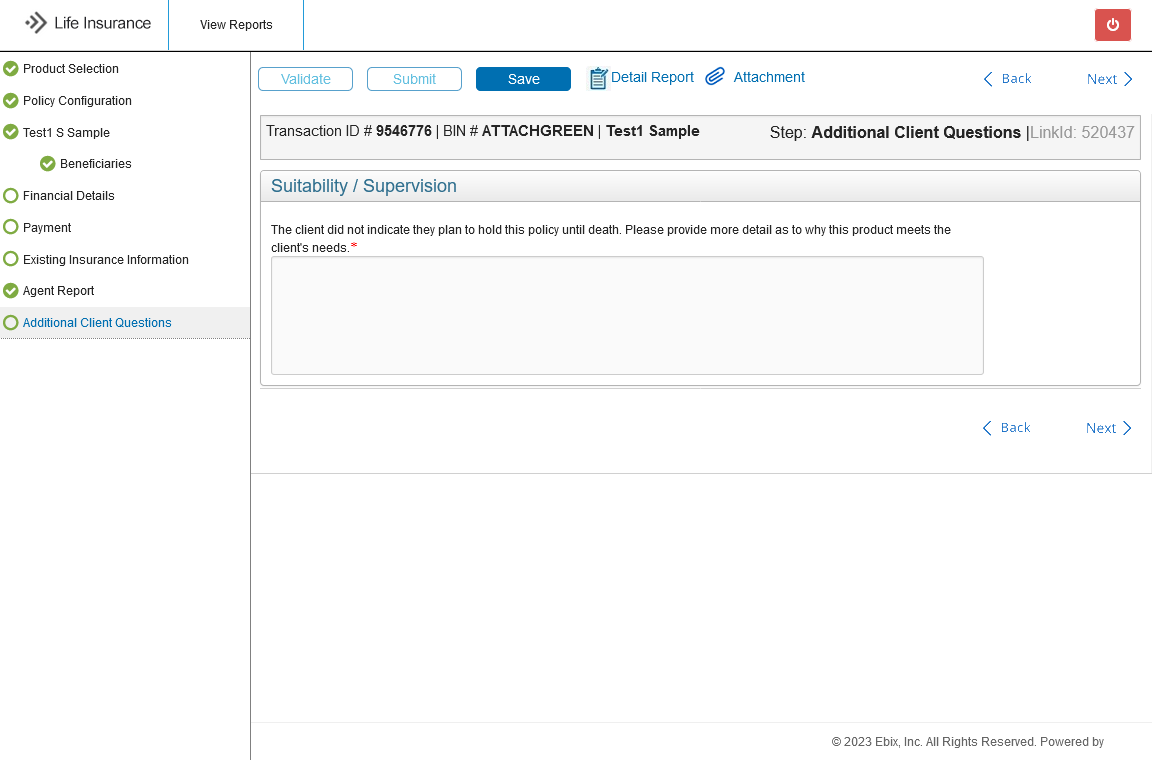 Life Insurance
View Reports
Product Selection
Policy Configuration
Test1 S Sample
Beneficiaries
Financial Details
Payment
Existing Insurance Information
Agent Report
Additional Client Questions
Validate
Submit
Save
Detail Report
Attachment
Back
Next
Transaction ID # 9546776 | BIN # ATTACHGREEN | Test1 Sample
Step: Additional Client Questions |LinkId: 520437
Suitability / Supervision
The client did not indicate they plan to hold this policy until death. Please provide more detail as to why this product meets the
client's needs.*
Back
Next
© 2023 Ebix, Inc. All Rights Reserved. Powered by